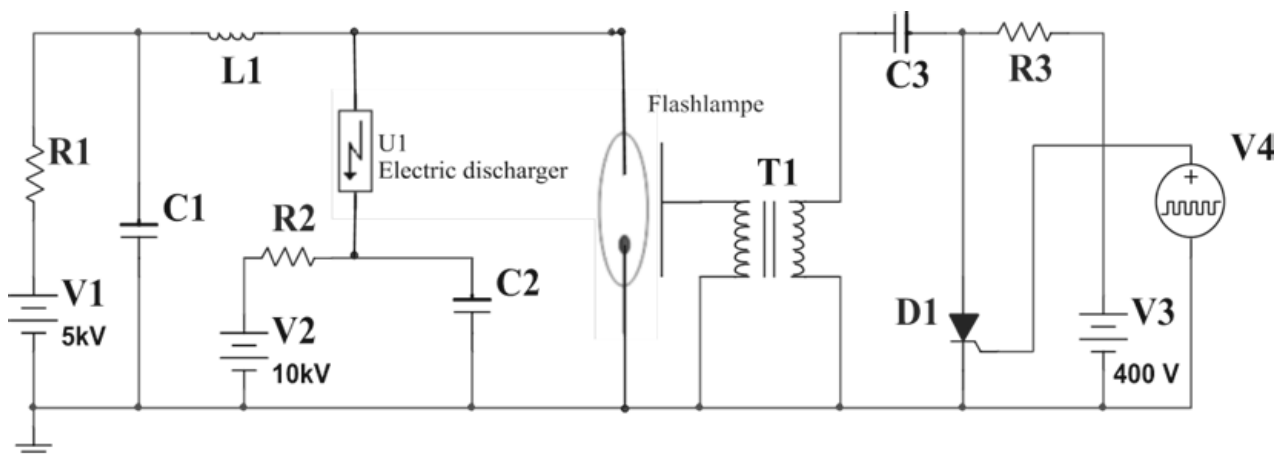 L1
C3
R3
Flashlampe
R1
U1
Electric discharger
V4
T1
C1
R2
V1
5kV
C2
V2
10kV
D1
V3
400 V